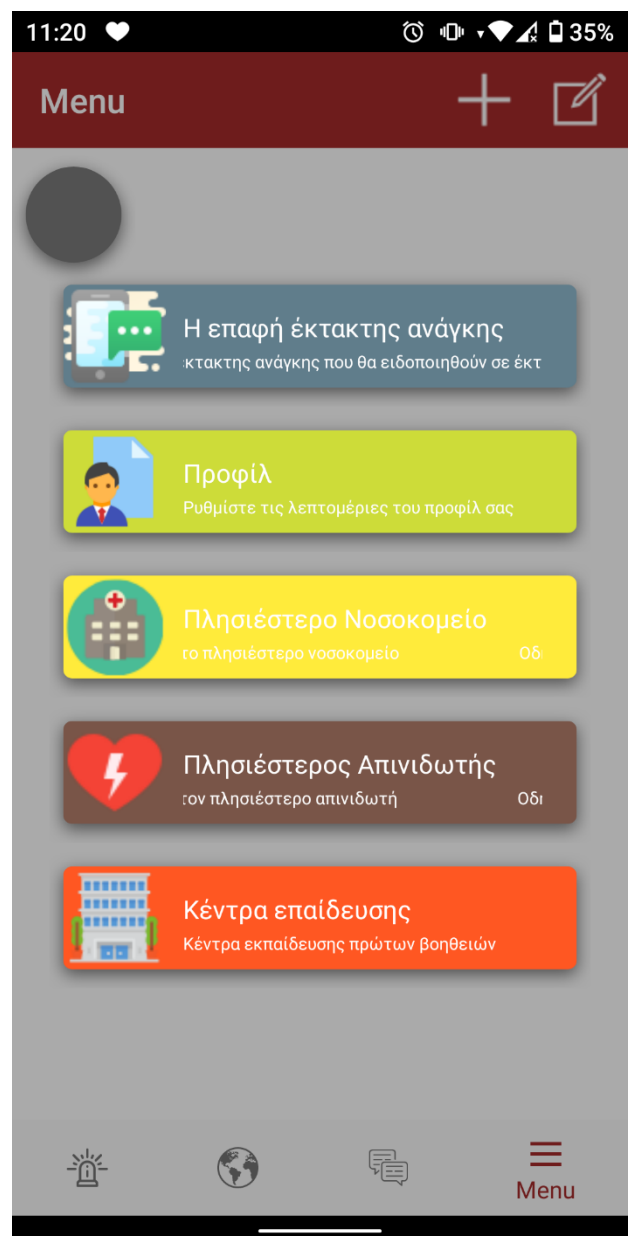 11:20
35%
Menu
Η επαφή έκτακτης ανάγκης
κτακτης ανάγκης που θα ειδοποιηθούν σε έκτ
Προφίλ
Ρυθμίστε τις λεπτομέριες του προφίλ σας
Πλησιέστερο Νοσοκομείο
το πλησιέστερο νοσοκομείο Οδ
Πλησιέστερος Απινιδωτής
τον πλησιέστερο απινιδωτή Οδι
Κέντρα επαίδευσης
Κέντρα εκπαίδευσης πρώτων βοηθειών
Menu